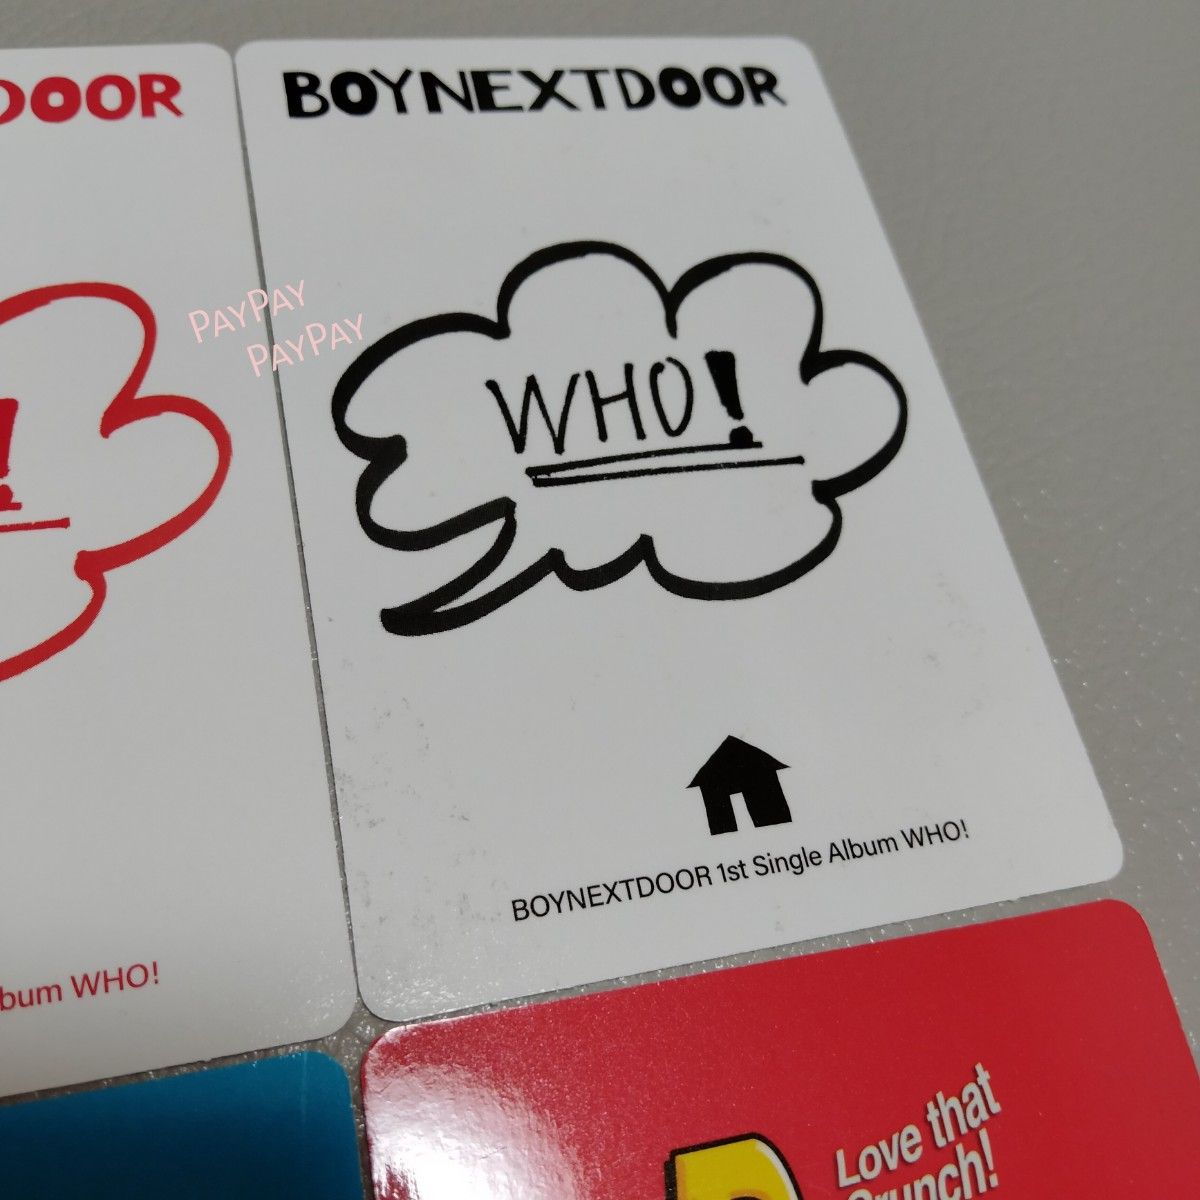 DOOR
BOYNEXTDOOR
PAYPAY
PAYPAY
!
WHO!
BOYNEXTDOOR 1st Single Album WHO!
bum WHO!
Love that
Crunch!